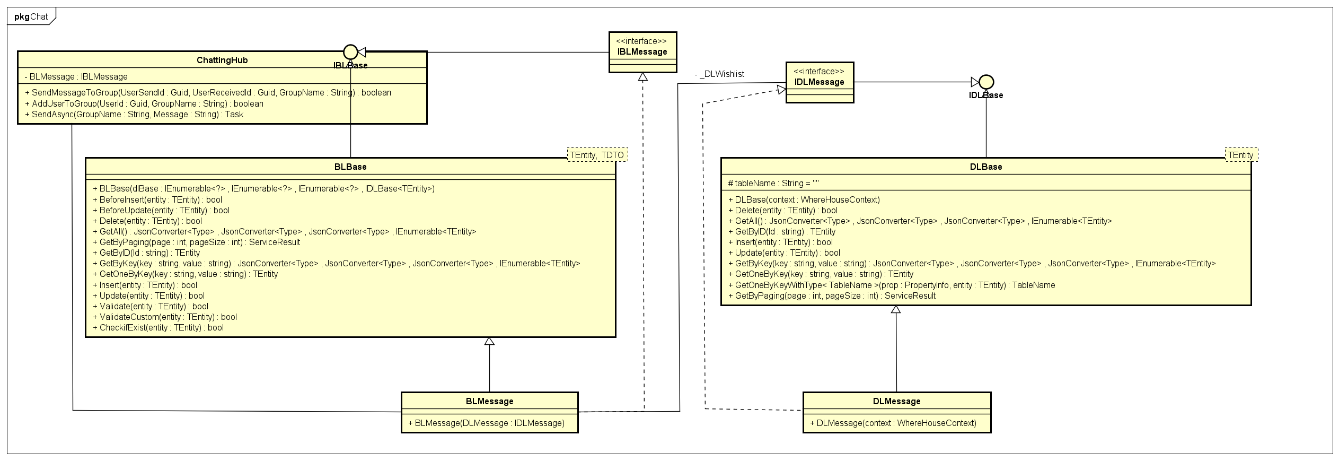 pkg Chat
ChattingHub
- BLMessage : IBLMessage
+ SendMessageToGroup(UserSendId : Guid, UserReceivedId : Guid, GroupName : String) : boolean
+ AddUserToGroup(UserId : Guid, GroupName : String) : boolean
+ SendAsync(GroupName : String, Message : String) : Task
IBLBase
<<interface>>
IBLMessage
- _DLWishlist
<<interface>>
IDLMessage
IDLBase
TEntity, TDTO
BLBase
+ BLBase(dlBase : IEnumerable<?> , IEnumerable<?> , IEnumerable<?> , IDLBase<TEntity>)
+ BeforeInsert(entity : TEntity) : bool
+ BeforeUpdate(entity : TEntity) : bool
+ Delete(entity : TEntity) : bool
+ GetAll() : JsonConverter<Type> , JsonConverter<Type> , JsonConverter<Type> , IEnumerable<TEntity>
+ GetByPaging(page : int, pageSize : int) : ServiceResult
+ GetByID(Id : string) : TEntity
+ GetByKey(key : string, value : string) : JsonConverter<Type> , JsonConverter<Type> , JsonConverter<Type> , IEnumerable<TEntity>
+ GetOneByKey(key : string, value : string) : TEntity
+ Insert(entity : TEntity) : bool
+ Update(entity : TEntity) : bool
+ Validate(entity : TEntity) : bool
+ ValidateCustom(entity : TEntity) : bool
+ CheckifExist(entity : TEntity) : bool
TEntity
DLBase
# tableName : String = ""
+ DLBase(context : WhereHouseContext)
+ Delete(entity : TEntity) : bool
+ GetAll() : JsonConverter<Type> , JsonConverter<Type> , JsonConverter<Type> , IEnumerable<TEntity>
+ GetByID(Id : string) : TEntity
+ Insert(entity : TEntity) : bool
+ Update(entity : TEntity) : bool
+ GetByKey(key : string, value : string) : JsonConverter<Type> , JsonConverter<Type> , JsonConverter<Type> , IEnumerable<TEntity>
+ GetOneByKey(key : string, value : string) : TEntity
+ GetOneByKeyWithType< TableName >(prop : PropertyInfo, entity : TEntity) : TableName
+ GetByPaging(page : int, pageSize : int) : ServiceResult
BLMessage
+ BLMessage(DLMessage : IDLMessage)
DLMessage
+ DLMessage(context : WhereHouseContext)